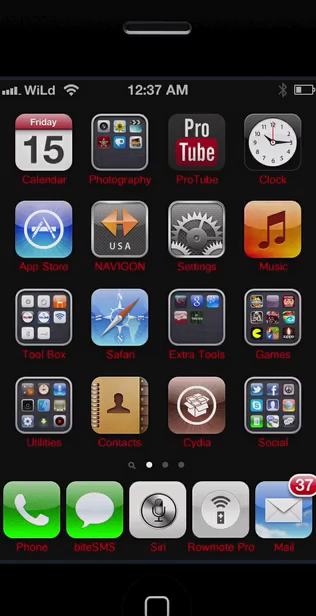 WiLd 12:37 AM
Friday
15
Pro
Tube
USA
Calendar Photography ProTube Clock
App Store NAVIGON Settings Music
Tool Box Safari Extra Tools Games
Utilities Contacts Cydia Social
37
Phone biteSMS Siri Rowmote Pro Mail